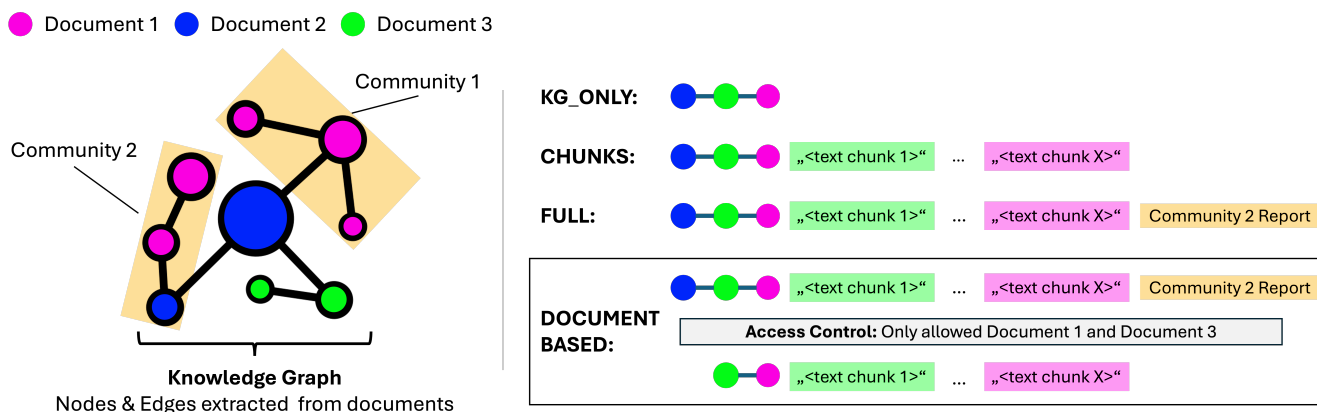 Document 1 Document 2 Document 3
Community 1
Community 2
Knowledge Graph
Nodes & Edges extracted from documents
KG_ONLY:
CHUNKS: „<text chunk 1>“ ... „<text chunk X>“
FULL: „<text chunk 1>“ ... „<text chunk X>“ Community 2 Report
DOCUMENT
BASED:
„<text chunk 1>“ ... „<text chunk X>“ Community 2 Report
Access Control: Only allowed Document 1 and Document 3
„<text chunk 1>“ ... „<text chunk X>“